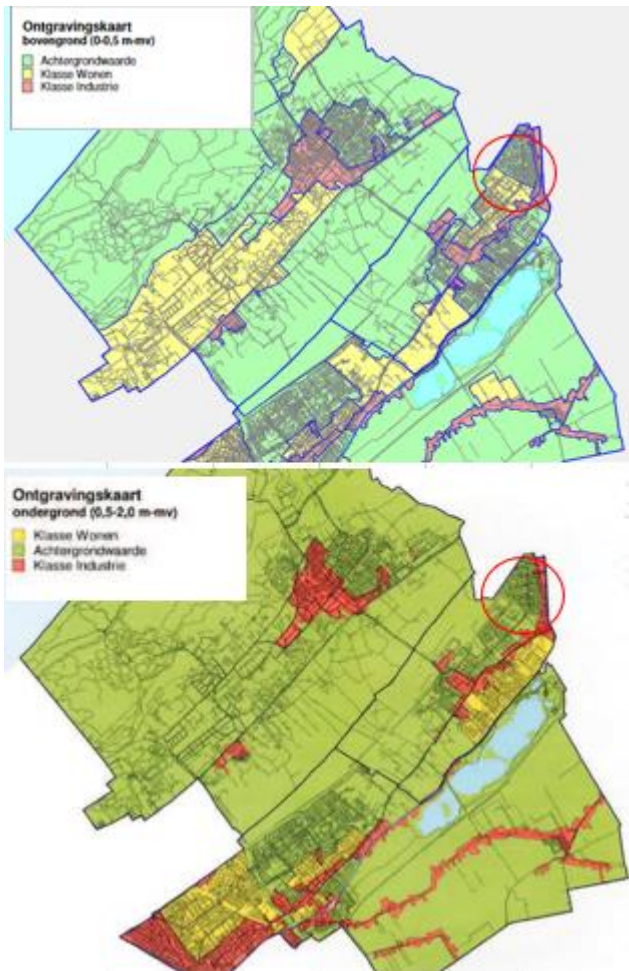 Ontgravingskaart
bovengrond (0-0,5 m-mv)
Achtergrondwaarde
Klasse Wonen
Klasse Industrie
Ontgravingskaart
ondergrond (0,5-2,0 m-mv)
Klasse Wonen
Achtergrondwaarde
Klasse Industrie